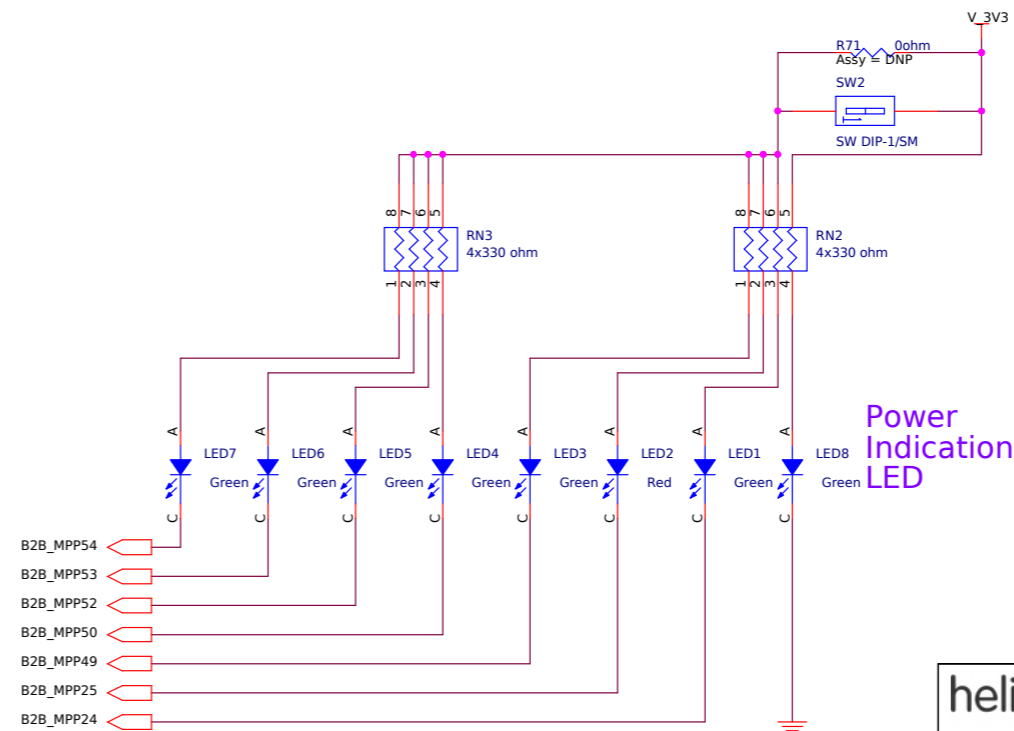 V_3V3
R71 0ohm
Assy = DNP
SW2
SW DIP-1/SM
8 7 6 5
RN3
4x330 ohm
1 2 3 4
8 7 6 5
RN2
4x330 ohm
1 2 3 4
A A A A A A A A
LED7 LED6 LED5 LED4 LED3 LED2 LED1 LED8
Green Green Green Green Green Red Green Green
C C C C C C C C
Power
Indication
LED
B2B_MPP54
B2B_MPP53
B2B_MPP52
B2B_MPP50
B2B_MPP49
B2B_MPP25
B2B_MPP24
heli